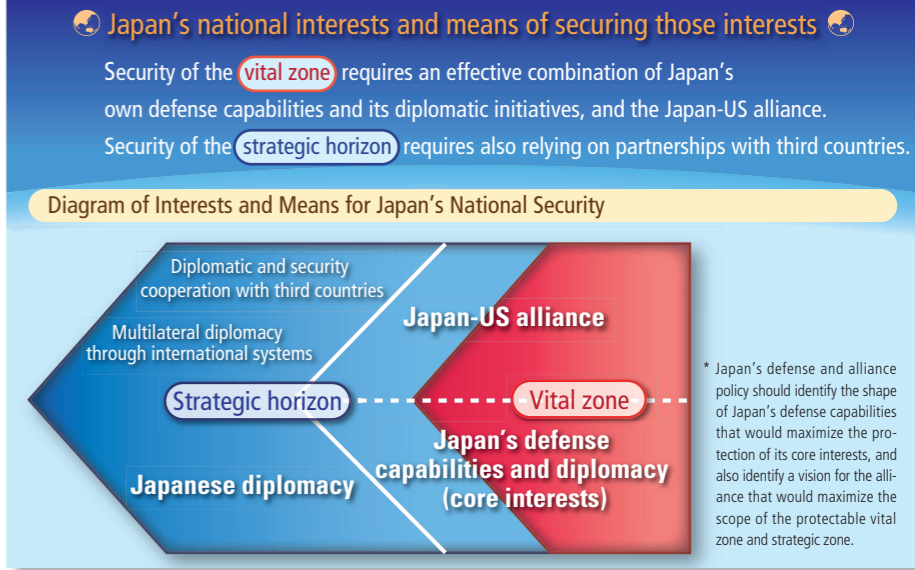 Japan's national interests and means of securing those interests
Security of the vital zone requires an effective combination of Japan's
own defense capabilities and its diplomatic initiatives, and the Japan-US alliance.
Security of the strategic horizon requires also relying on partnerships with third countries.
Diagram of Interests and Means for Japan's National Security
Diplomatic and security
cooperation with third countries
Multilateral diplomacy
through international systems
Japan-US alliance
Strategic horizon
Vital zone
Japanese diplomacy
Japan's defense
capabilities and diplomacy
(core interests)
* Japan's defense and alliance
policy should identify the shape
of Japan's defense capabilities
that would maximize the pro-
tection of its core interests, and
also identify a vision for the alli-
ance that would maximize the
scope of the protectable vital
zone and strategic zone.